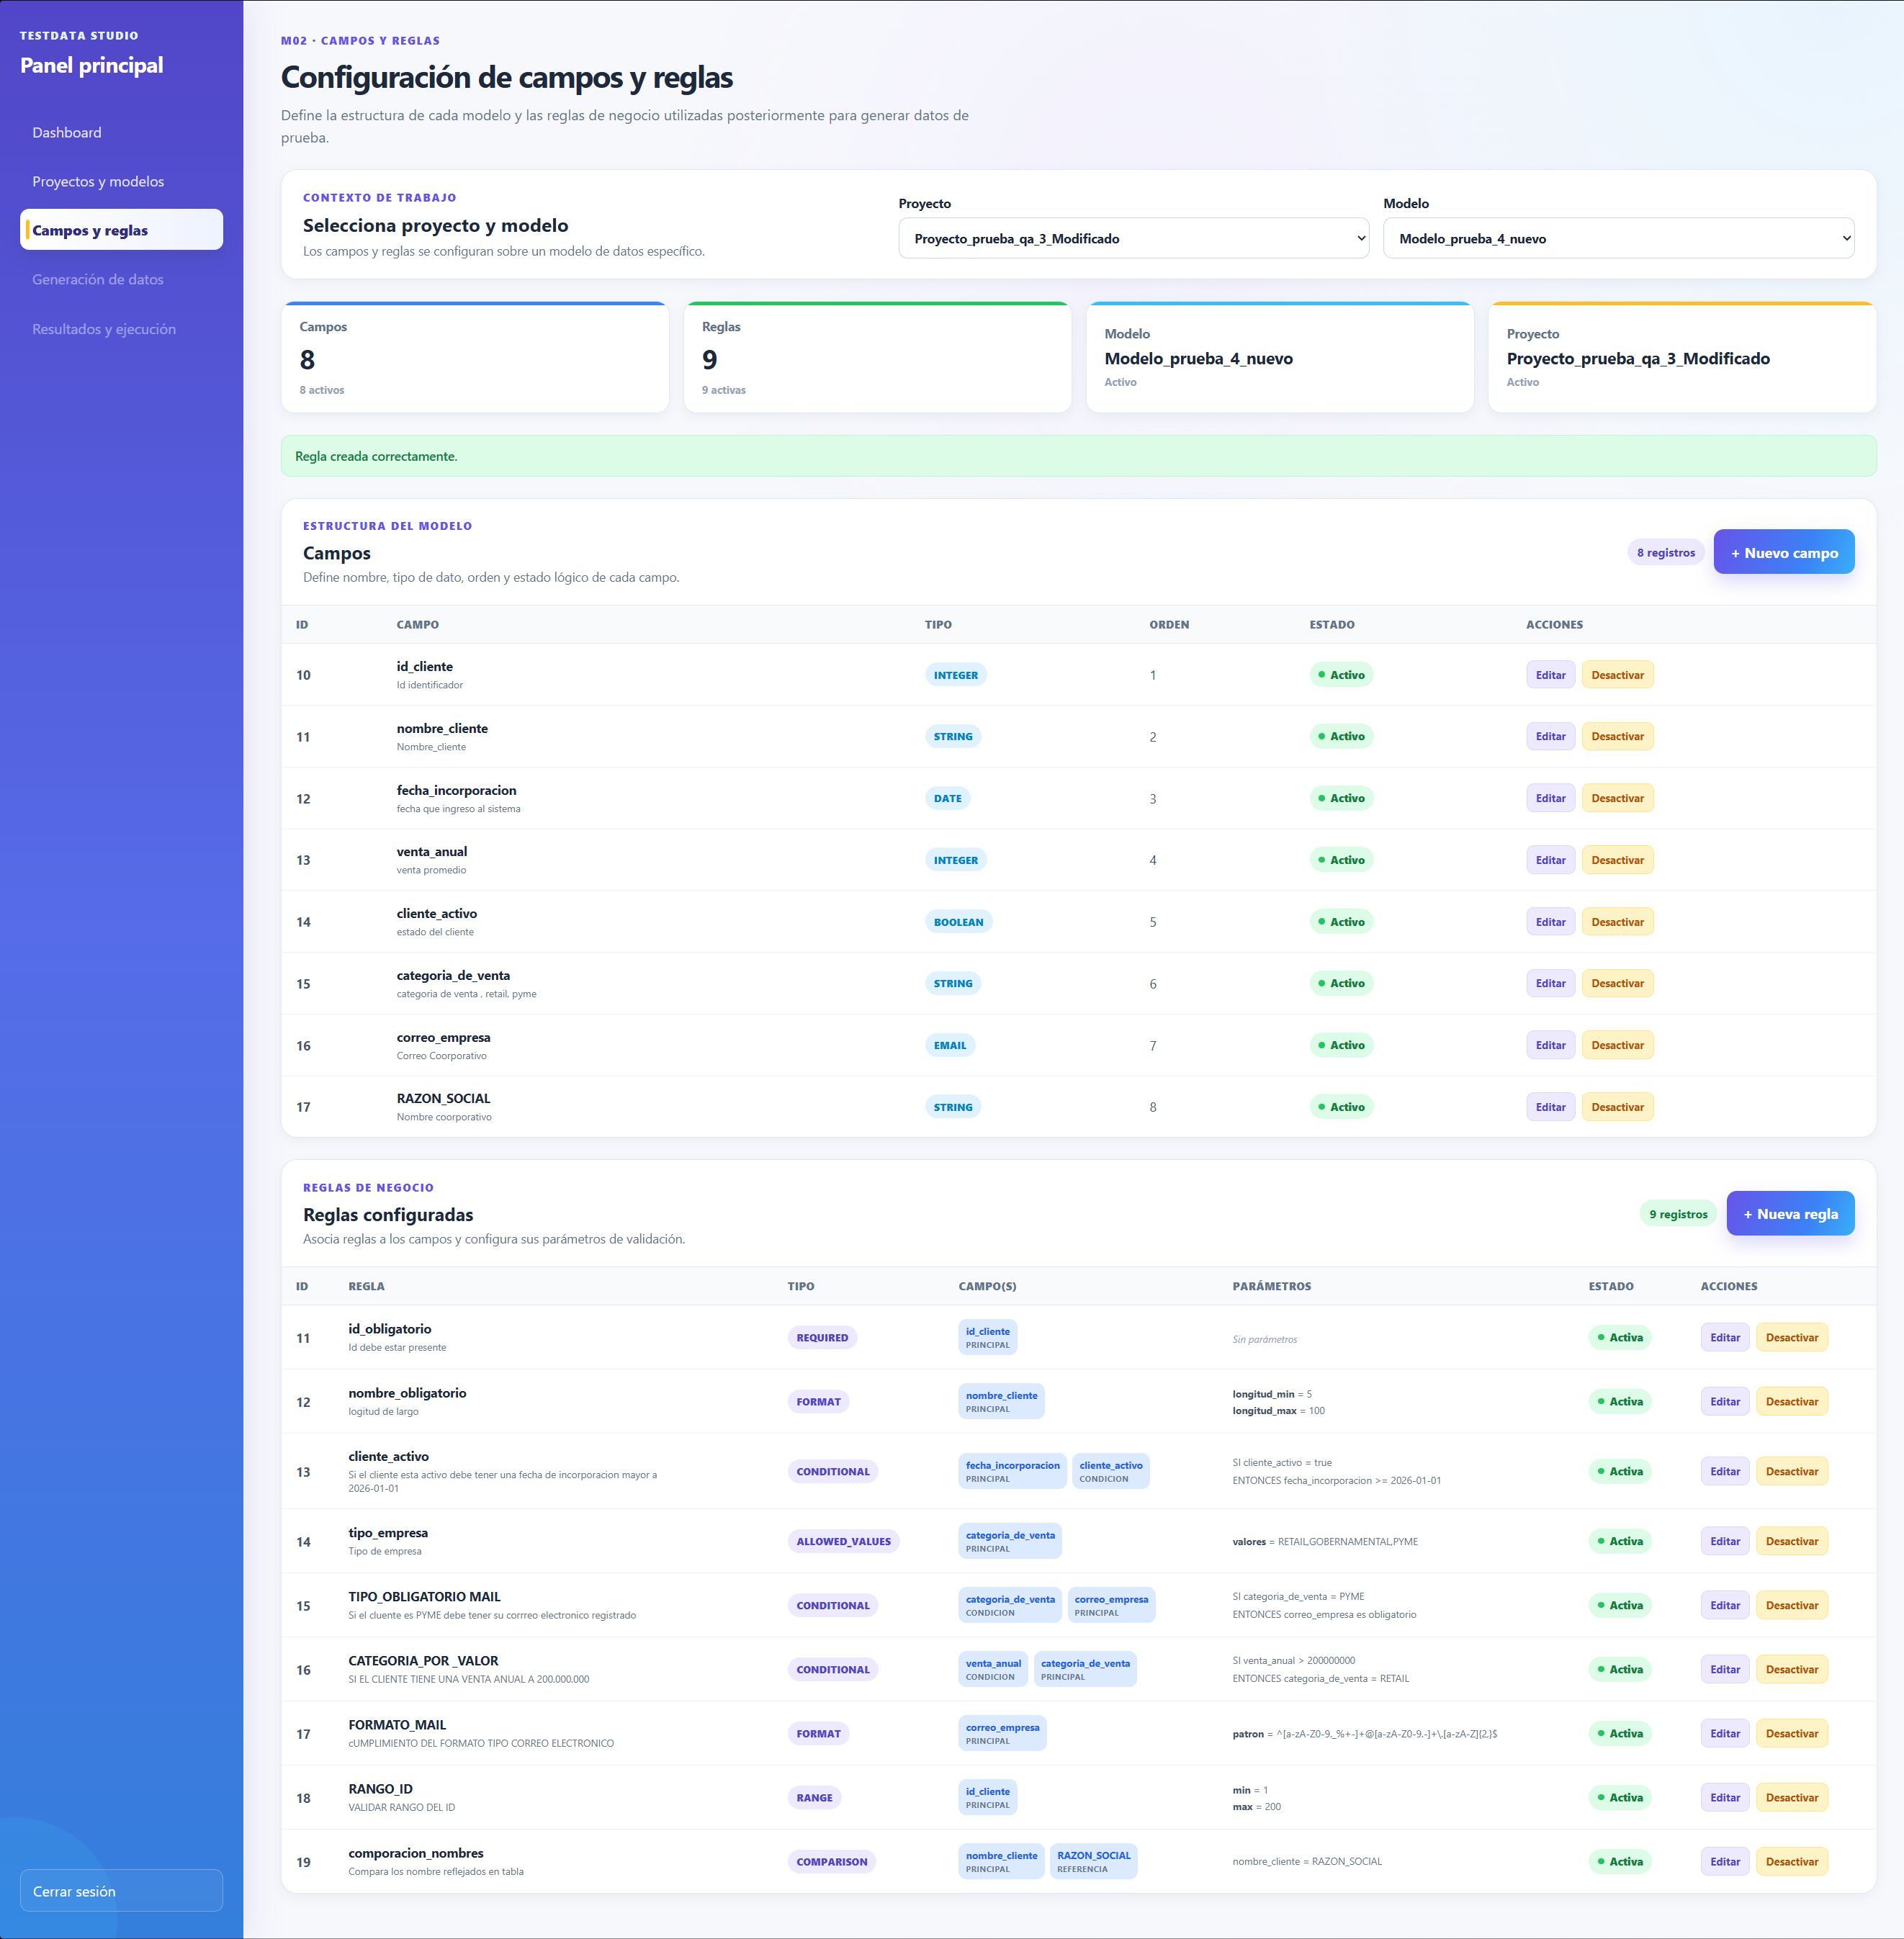 TESTDATA STUDIO
Panel principal
Dashboard
Proyectos y modelos
Campos y reglas
Generación de datos
Resultados y ejecución
Cerrar sesión
M02 · CAMPOS Y REGLAS
Configuración de campos y reglas
Define la estructura de cada modelo y las reglas de negocio utilizadas posteriormente para generar datos de
prueba.
CONTEXTO DE TRABAJO
Selecciona proyecto y modelo
Los campos y reglas se configuran sobre un modelo de datos específico.
Proyecto
Proyecto_prueba_qa_3_Modificado
Modelo
Modelo_prueba_4_nuevo
Campos
8
8 activos
Reglas
9
9 activas
Modelo
Modelo_prueba_4_nuevo
Activo
Proyecto
Proyecto_prueba_qa_3_Modificado
Activo
Regla creada correctamente.
ESTRUCTURA DEL MODELO
Campos
Define nombre, tipo de dato, orden y estado lógico de cada campo.
8 registros
+ Nuevo campo
ID CAMPO TIPO ORDEN ESTADO ACCIONES
10 id_cliente INTEGER 1 Activo Editar Desactivar
Id identificador
11 nombre_cliente STRING 2 Activo Editar Desactivar
Nombre_cliente
12 fecha_incorporacion DATE 3 Activo Editar Desactivar
fecha que ingreso al sistema
13 venta_anual INTEGER 4 Activo Editar Desactivar
venta promedio
14 cliente_activo BOOLEAN 5 Activo Editar Desactivar
estado del cliente
15 categoria_de_venta STRING 6 Activo Editar Desactivar
categoria de venta , retail, pyme
16 correo_empresa EMAIL 7 Activo Editar Desactivar
Correo Coorporativo
17 RAZON_SOCIAL STRING 8 Activo Editar Desactivar
Nombre coorporativo
REGLAS DE NEGOCIO
Reglas configuradas
Asocia reglas a los campos y configura sus parámetros de validación.
9 registros
+ Nueva regla
ID REGLA TIPO CAMPO(S) PARÁMETROS ESTADO ACCIONES
11 id_obligatorio REQUIRED id_cliente Sin parámetros Activa Editar Desactivar
Id debe estar presente PRINCIPAL
12 nombre_obligatorio FORMAT nombre_cliente longitud_min = 5 Activa Editar Desactivar
logitud de largo PRINCIPAL longitud_max = 100
13 cliente_activo CONDITIONAL fecha_incorporacion cliente_activo SI cliente_activo = true Activa Editar Desactivar
Si el cliente esta activo debe tener una fecha de incorporacion mayor a PRINCIPAL CONDICION ENTONCES fecha_incorporacion >= 2026-01-01
2026-01-01
14 tipo_empresa ALLOWED_VALUES categoria_de_venta valores = RETAIL,GOBERNAMENTAL,PYME Activa Editar Desactivar
Tipo de empresa PRINCIPAL
15 TIPO_OBLIGATORIO MAIL CONDITIONAL categoria_de_venta correo_empresa SI categoria_de_venta = PYME Activa Editar Desactivar
Si el cluente es PYME debe tener su corrreo electronico registrado CONDICION PRINCIPAL ENTONCES correo_empresa es obligatorio
16 CATEGORIA_POR _VALOR CONDITIONAL venta_anual categoria_de_venta SI venta_anual > 200000000 Activa Editar Desactivar
SI EL CLIENTE TIENE UNA VENTA ANUAL A 200.000.000 CONDICION PRINCIPAL ENTONCES categoria_de_venta = RETAIL
17 FORMATO_MAIL FORMAT correo_empresa patron = ^[a-zA-Z0-9._%+-]+@[a-zA-Z0-9.-]+\.[a-zA-Z]{2,}$ Activa Editar Desactivar
cUMPLIMIENTO DEL FORMATO TIPO CORREO ELECTRONICO PRINCIPAL
18 RANGO_ID RANGE id_cliente min = 1 Activa Editar Desactivar
VALIDAR RANGO DEL ID PRINCIPAL max = 200
19 comporacion_nombres COMPARISON nombre_cliente RAZON_SOCIAL nombre_cliente = RAZON_SOCIAL Activa Editar Desactivar
Compara los nombre reflejados en tabla PRINCIPAL REFERENCIA